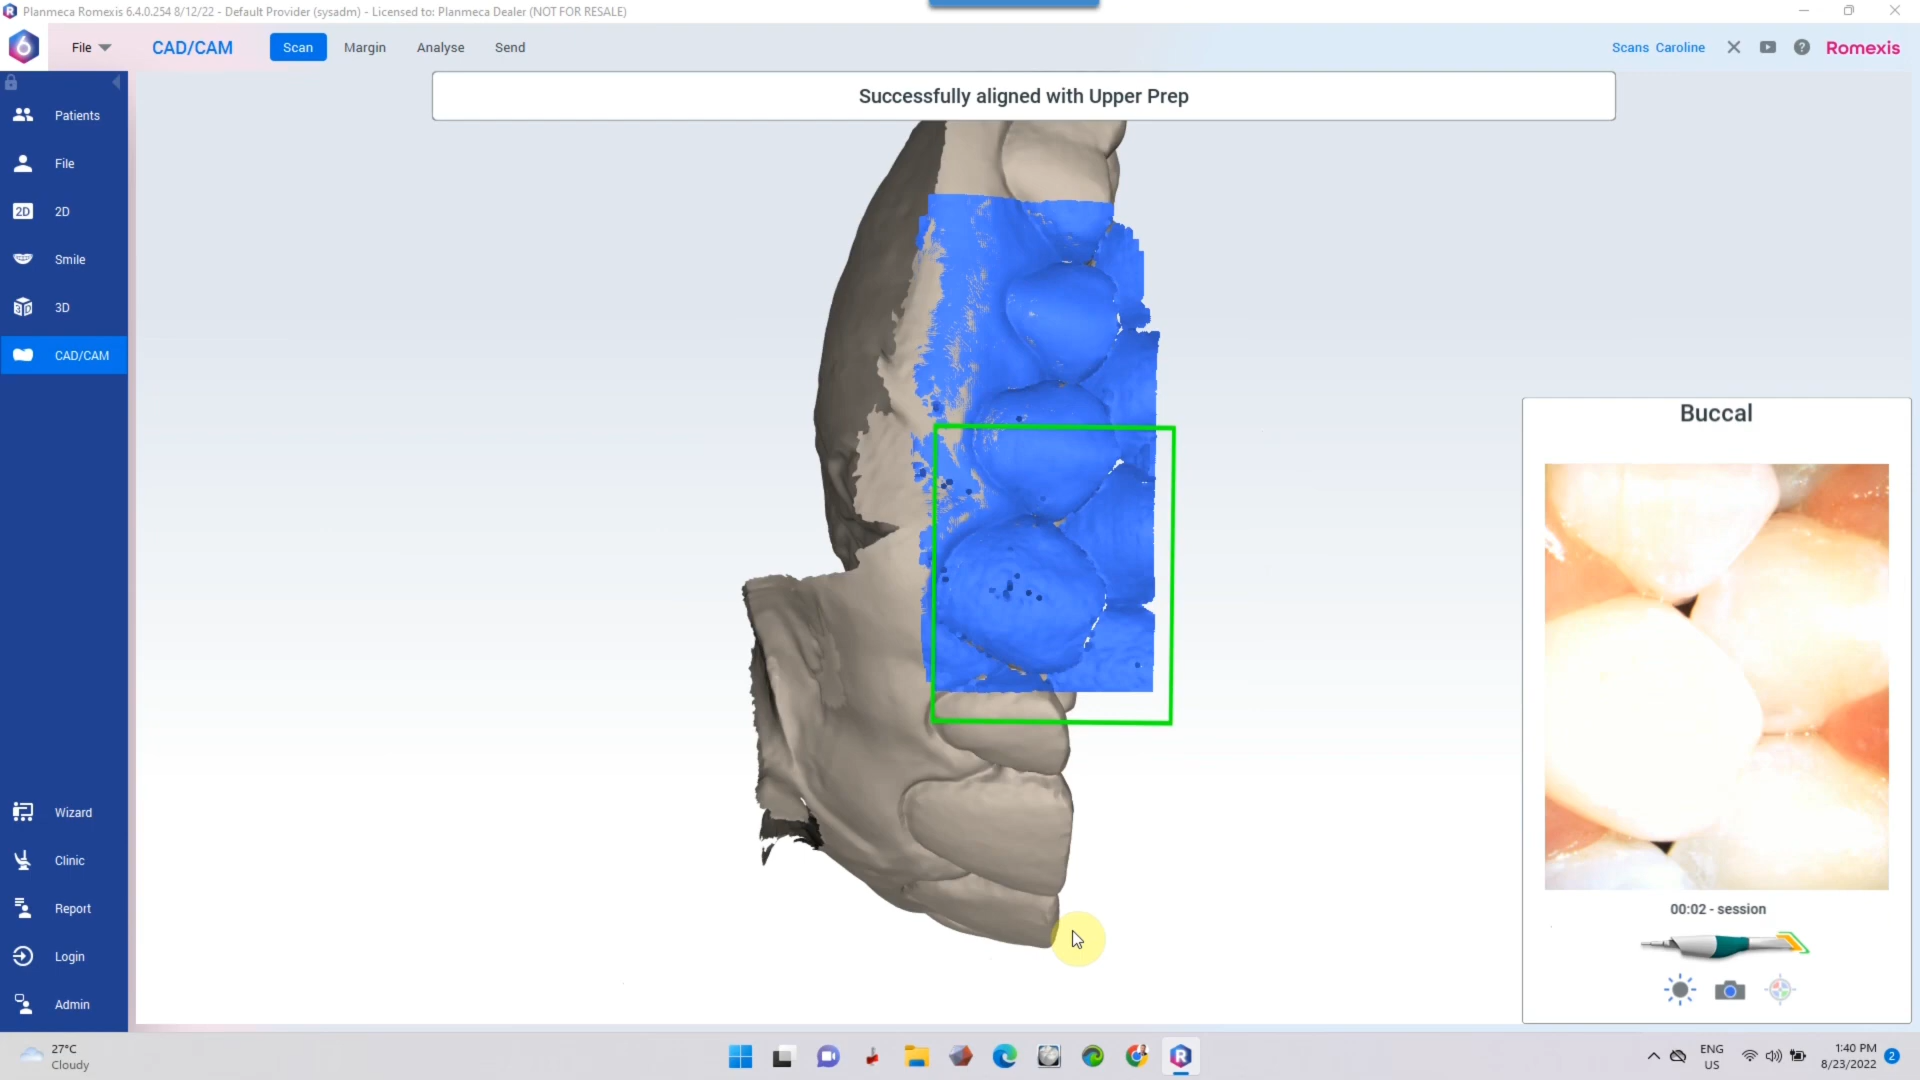 Planmeca Romexis 6.4.0.254 8/12/22 - Default Provider (sysadm) - Licensed to: Planmeca Dealer (NOT FOR RESALE)
File
CAD/CAM
Scan
Margin
Analyse
Send
Scans Caroline
Romexis
Successfully aligned with Upper Prep
Patients
File
2D 2D
Smile
3D 3D
CAD/CAM
Wizard
Clinic
Report
Login
Admin
Buccal
00:02 - session
27°C
Cloudy
ENG
US
1:40 PM
8/23/2022
2